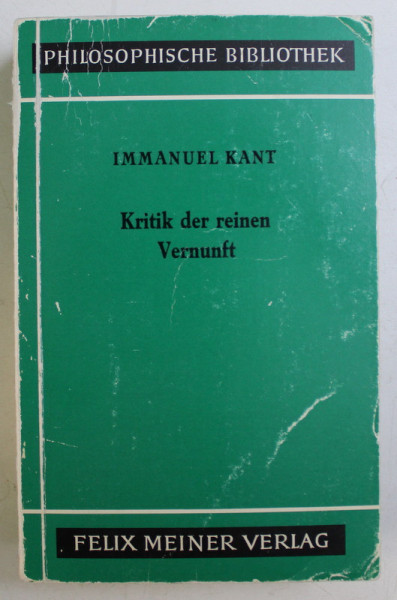 PHILOSOPHISCHE BIBLIOTHEK
IMMANUEL KANT
Kritik der reinen
Vernunft
FELIX MEINER VERLAG